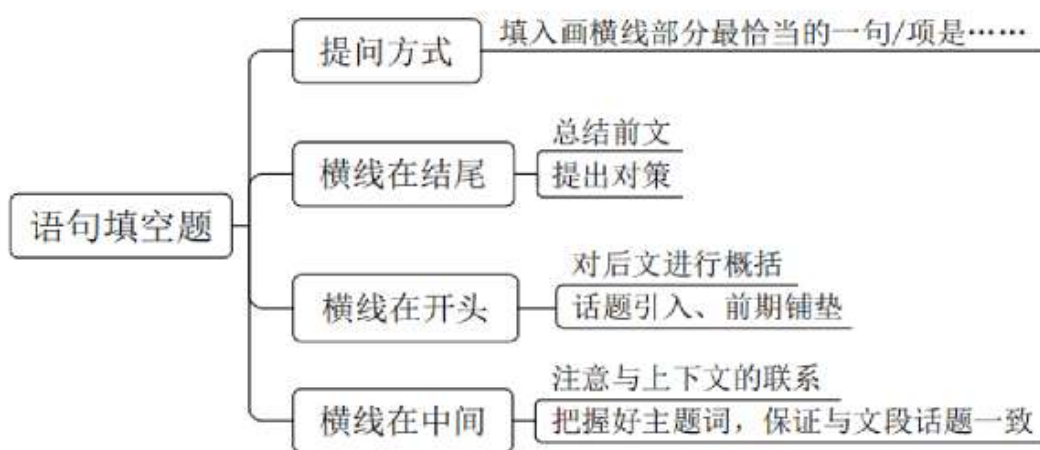 语句填空题
提问方式
填入画横线部分最恰当的一句/项是……
横线在结尾
总结前文
提出对策
横线在开头
对后文进行概括
话题引入、前期铺垫
横线在中间
注意与上下文的联系
把握好主题词，保证与文段话题一致